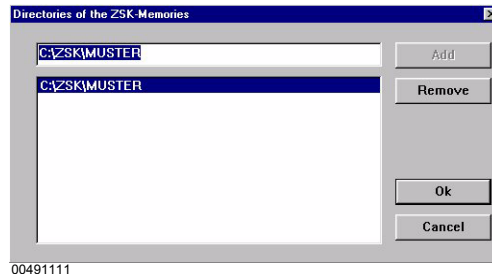 Directories of the ZSK-Memories
C:\ZSK\MUSTER
Add
C:\ZSK\MUSTER
Remove
Ok
Cancel
00491111